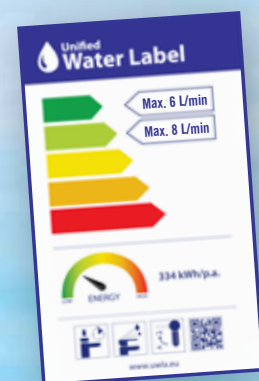 Unified
Water Label
Max. 6 L/min
Max. 8 L/min
334 kWh/p.a.
ENERGY
www.uwla.eu